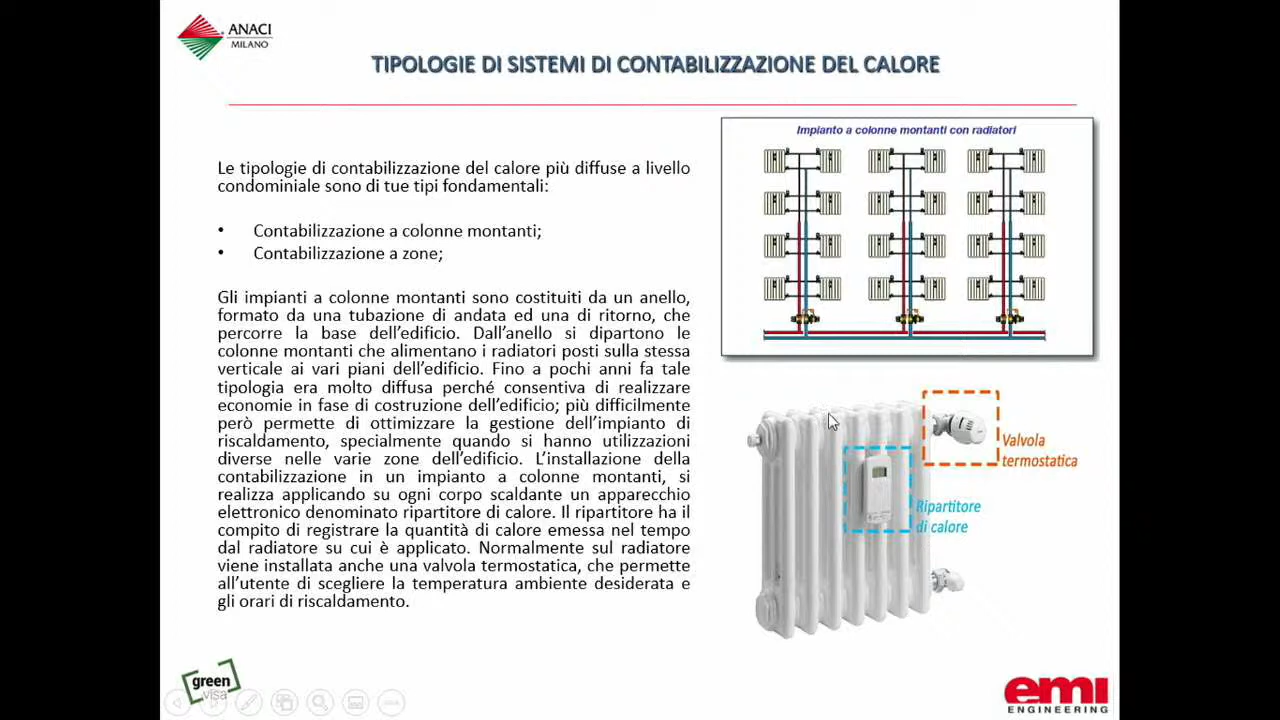 ANACI
MILANO
TIPOLOGIE DI SISTEMI DI CONTABILIZZAZIONE DEL CALORE
Le tipologie di contabilizzazione del calore più diffuse a livello
condominiale sono di tue tipi fondamentali:
• Contabilizzazione a colonne montanti;
• Contabilizzazione a zone;
Gli impianti a colonne montanti sono costituiti da un anello,
formato da una tubazione di andata ed una di ritorno, che
percorre la base dell'edificio. Dall'anello si dipartono le
colonne montanti che alimentano i radiatori posti sulla stessa
verticale ai vari piani dell'edificio. Fino a pochi anni fa tale
tipologia era molto diffusa perché consentiva di realizzare
economie in fase di costruzione dell'edificio; più difficilmente
però permette di ottimizzare la gestione dell'impianto di
riscaldamento, specialmente quando si hanno utilizzazioni
diverse nelle varie zone dell'edificio. L'installazione della
contabilizzazione in un impianto a colonne montanti, si
realizza applicando su ogni corpo scaldante un apparecchio
elettronico denominato ripartitore di calore. Il ripartitore ha il
compito di registrare la quantità di calore emessa nel tempo
dal radiatore su cui è applicato. Normalmente sul radiatore
viene installata anche una valvola termostatica, che permette
all'utente di scegliere la temperatura ambiente desiderata e
gli orari di riscaldamento.
Impianto a colonne montanti con radiatori
Valvola
termostatica
Ripartitore
di calore
green
visa
emi
ENGINEERING